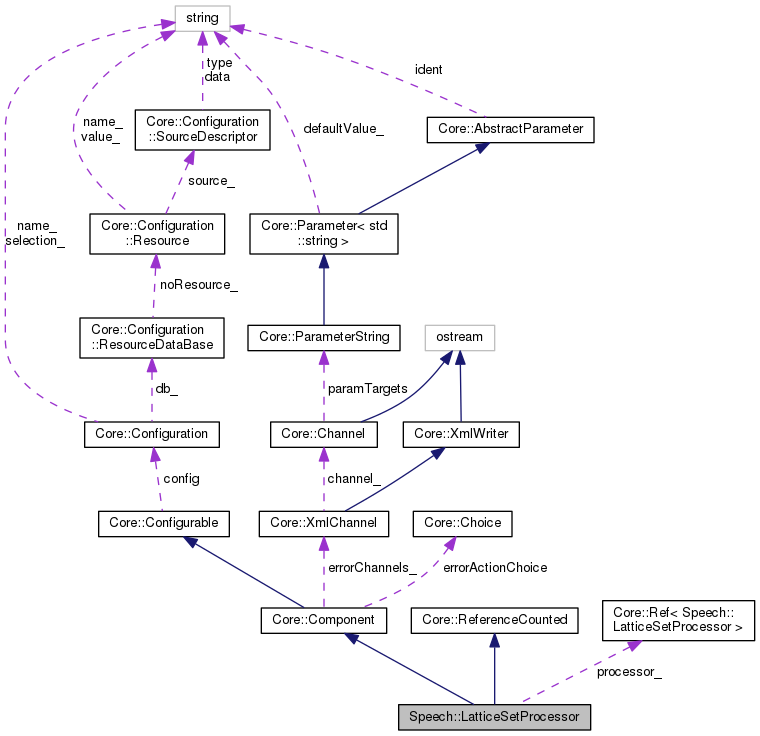 string
type
data
ident
Core::Configuration
::SourceDescriptor
name_
value_
defaultValue_
Core::AbstractParameter
source_
name_
selection_
Core::Configuration
::Resource
Core::Parameter< std
::string >
noResource_
Core::Configuration
::ResourceDataBase
Core::ParameterString
ostream
db_
paramTargets
Core::Configuration
Core::Channel
Core::XmlWriter
config
channel_
Core::Configurable
Core::XmlChannel
Core::Choice
errorChannels_
errorActionChoice
Core::Component
Core::ReferenceCounted
Core::Ref< Speech::
LatticeSetProcessor >
processor_
Speech::LatticeSetProcessor